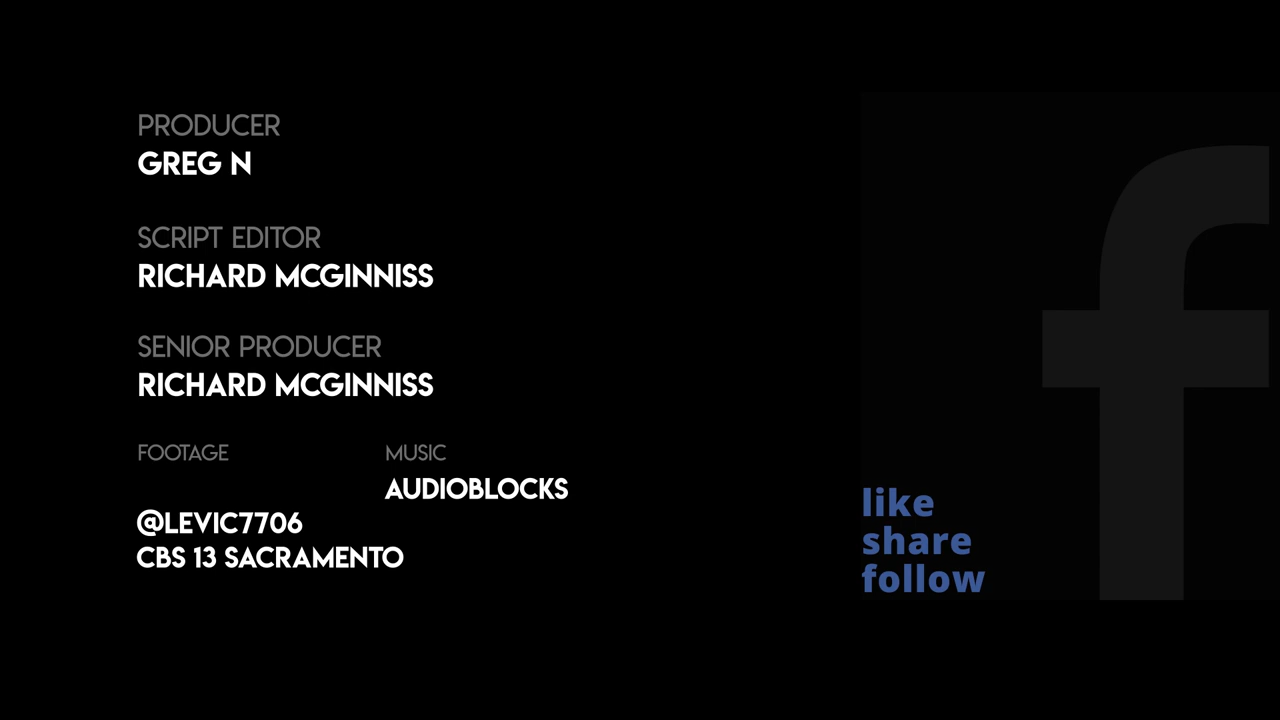 PRODUCER
GREG N
SCRIPT EDITOR
RICHARD MCGINNISS
SENIOR PRODUCER
RICHARD MCGINNISS
FOOTAGE
@LEVIC7706
CBS 13 SACRAMENTO
MUSIC
AUDIOBLOCKS
f
like
share
follow